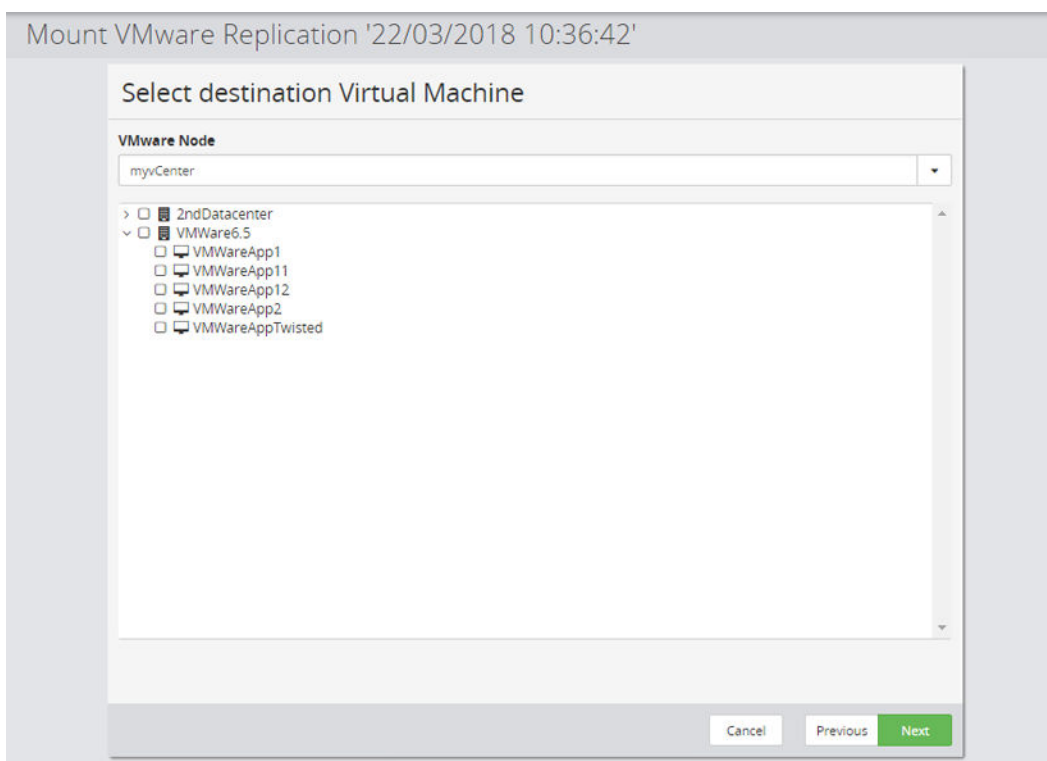 Mount VMware Replication '22/03/2018 10:36:42'
Select destination Virtual Machine
VMware Node
myvCenter
2ndDatacenter
VMWare6.5
VMWareApp1
VMWareApp11
VMWareApp12
VMWareApp2
VMWareAppTwisted
Cancel Previous Next